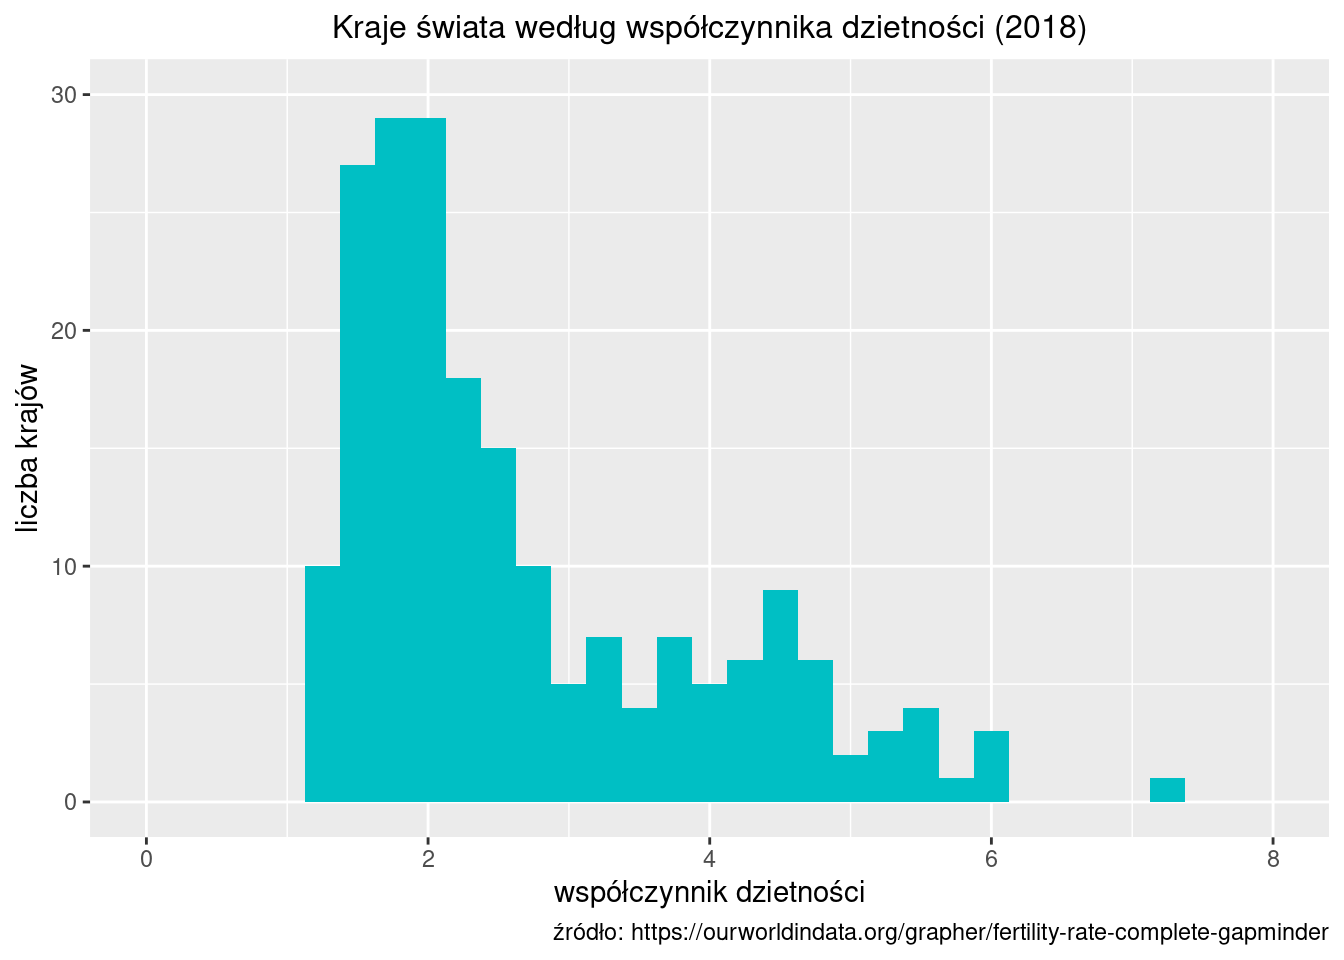 Kraje świata według współczynnika dzietności (2018)
30
20
10
0
liczba krajów
0 2 4 6 8
współczynnik dzietności
źródło: https://ourworldindata.org/grapher/fertility-rate-complete-gapminder